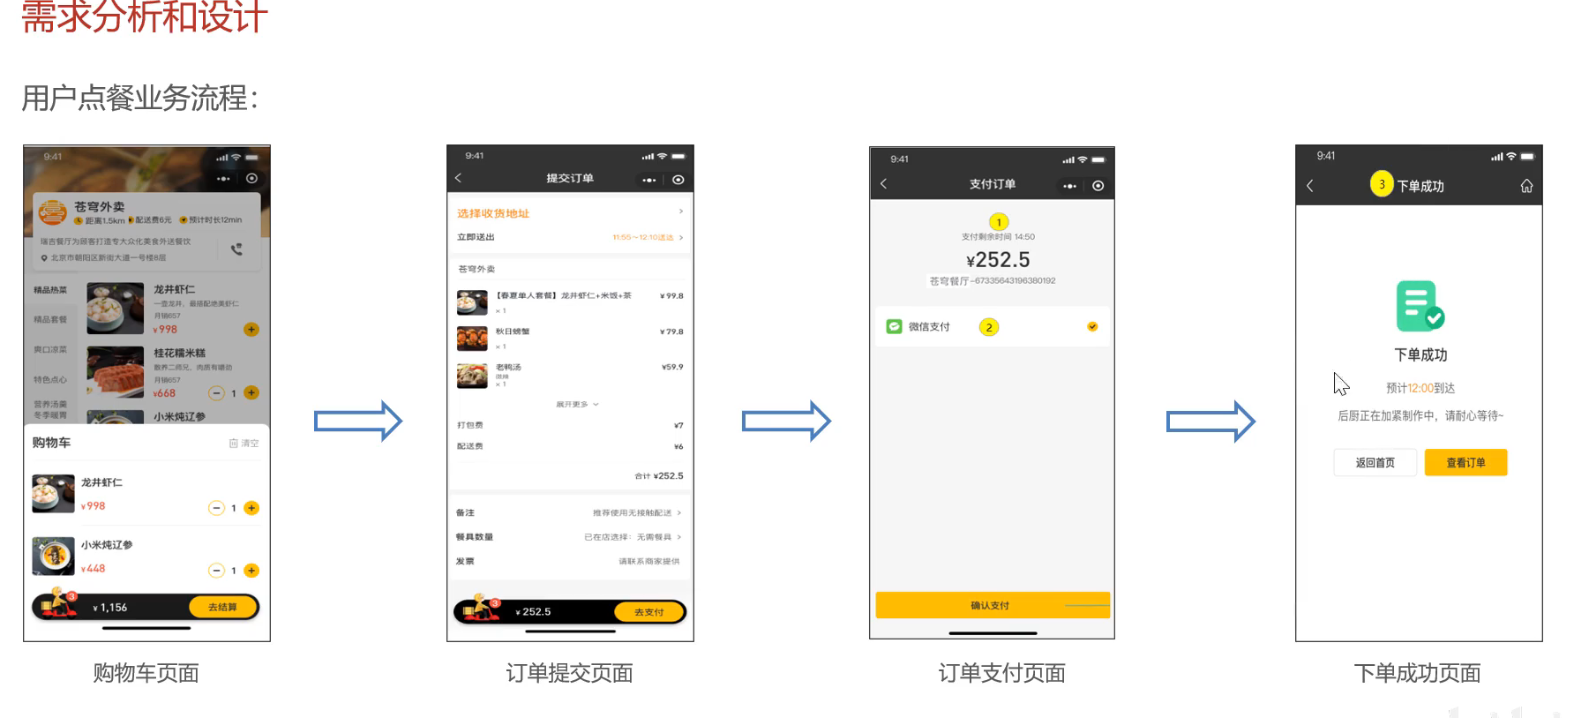 需求分析和设计
用户点餐业务流程：
9:41
苍穹外卖
距离1.5km 配送费6元 预计时长12min
瑞吉餐厅为顾客打造专大众化美食外送餐饮
北京市朝阳区新街大道一号楼8层
精品热菜
精品套餐
爽口凉菜
特色点心
营养汤羹
冬季暖胃
龙井虾仁
一壶龙井，最搭配绝美虾仁
月销657
¥998
桂花糯米糕
月销657
¥668
1
小米炖辽参
购物车
清空
龙井虾仁
¥998
1
小米炖辽参
¥448
1
3
¥1,156
去结算
购物车页面
9:41
提交订单
选择收货地址
立即送出
11:55~12:10送达
苍穹外卖
【春夏单人套餐】龙井虾仁+米饭+茶
¥99.8
×1
秋日螃蟹
¥79.8
×1
老鸭汤
¥59.9
×1
展开更多
打包费
¥7
配送费
¥6
合计 ¥252.5
备注
推荐使用无接触配送
餐具数量
已在店选择：无需餐具
发票
请联系商家提供
3
¥252.5
去支付
订单提交页面
9:41
支付订单
1
支付剩余时间 14:50
¥252.5
苍穹餐厅-67335643196380192
微信支付
2
确认支付
订单支付页面
9:41
3
下单成功
下单成功
预计12:00到达
后厨正在加紧制作中，请耐心等待~
返回首页
查看订单
下单成功页面